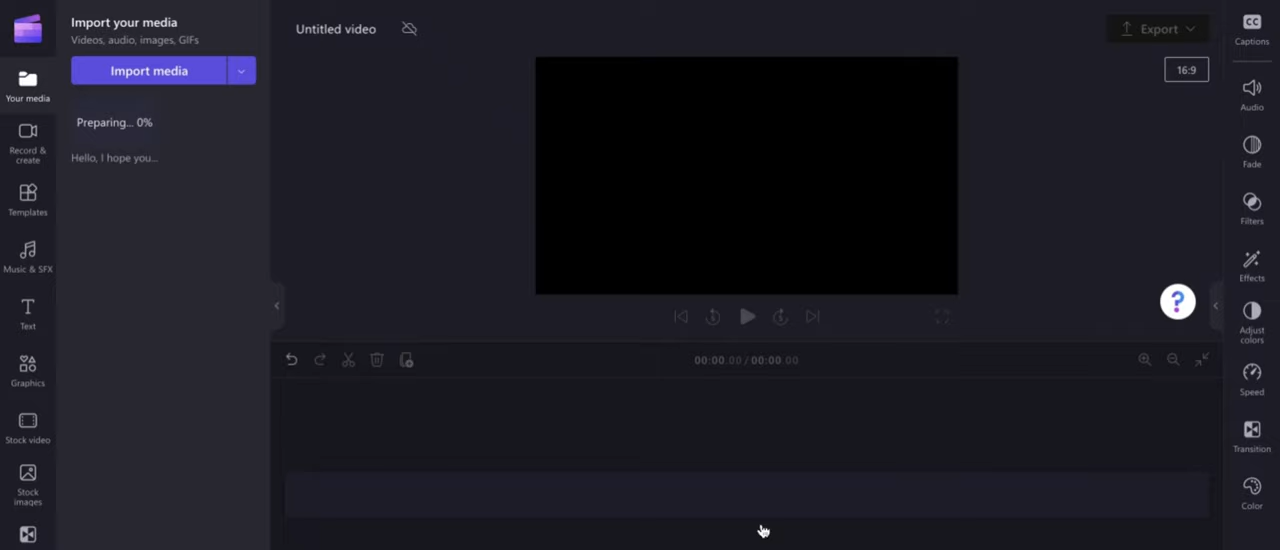 Import your media
Videos, audio, images, GIFs
Import media
Preparing... 0%
Hello, I hope you...
Your media
Record &
create
Templates
Music & SFX
Text
Graphics
Stock video
Stock
images
Untitled video
Export
16:9
?
00:00.00 / 00:00.00
CC
Captions
Audio
Fade
Filters
Effects
Adjust
colors
Speed
Transition
Color